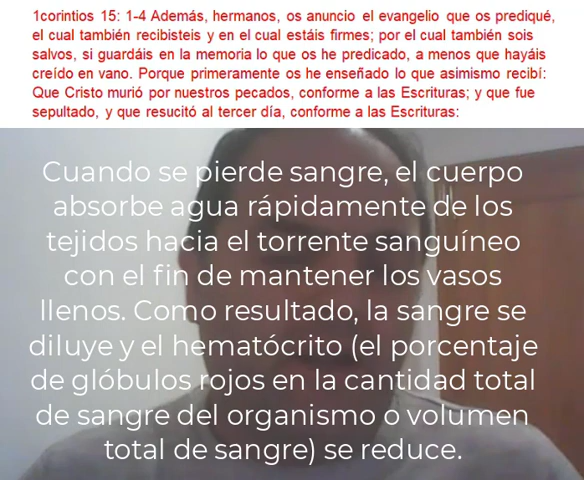 1corintios 15: 1-4 Además, hermanos, os anuncio el evangelio que os prediqué,
el cual también recibisteis y en el cual estáis firmes; por el cual también sois
salvos, si guardáis en la memoria lo que os he predicado, a menos que hayáis
creído en vano. Porque primeramente os he enseñado lo que asimismo recibí:
Que Cristo murió por nuestros pecados, conforme a las Escrituras; y que fue
sepultado, y que resucitó al tercer día, conforme a las Escrituras:
Cuando se pierde sangre, el cuerpo
absorbe agua rápidamente de los
tejidos hacia el torrente sanguíneo
con el fin de mantener los vasos
llenos. Como resultado, la sangre se
diluye y el hematócrito (el porcentaje
de glóbulos rojos en la cantidad total
de sangre del organismo o volumen
total de sangre) se reduce.